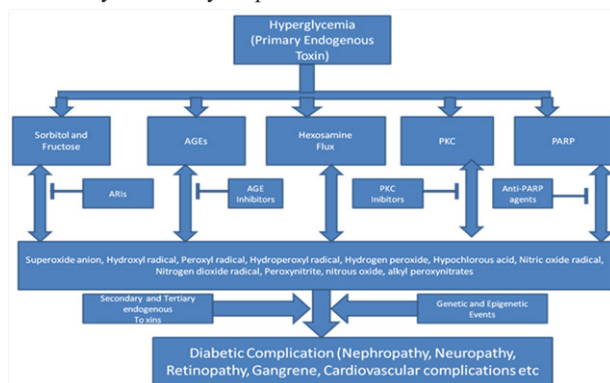 Hyperglycemia
(Primary Endogenous
Toxin)
Sorbitol and
Fructose
AGEs
Hexosamine
Flux
PKC
PARP
ARIs
AGE
Inhibitors
PKC
Inibitors
Anti-PARP
agents
Superoxide anion, Hydroxyl radical, Peroxyl radical, Hydroperoxyl radical, Hydrogen peroxide, Hypochlorous acid, Nitric oxide radical,
Nitrogen dioxide radical, Peroxynitrite, nitrous oxide, alkyl peroxynitrates
Secondary and Tertiary
endogenous
To xins
Genetic and Epigenetic
Events
Diabetic Complication (Nephropathy, Neuropathy,
Retinopathy, Gangrene, Cardiovascular complications etc